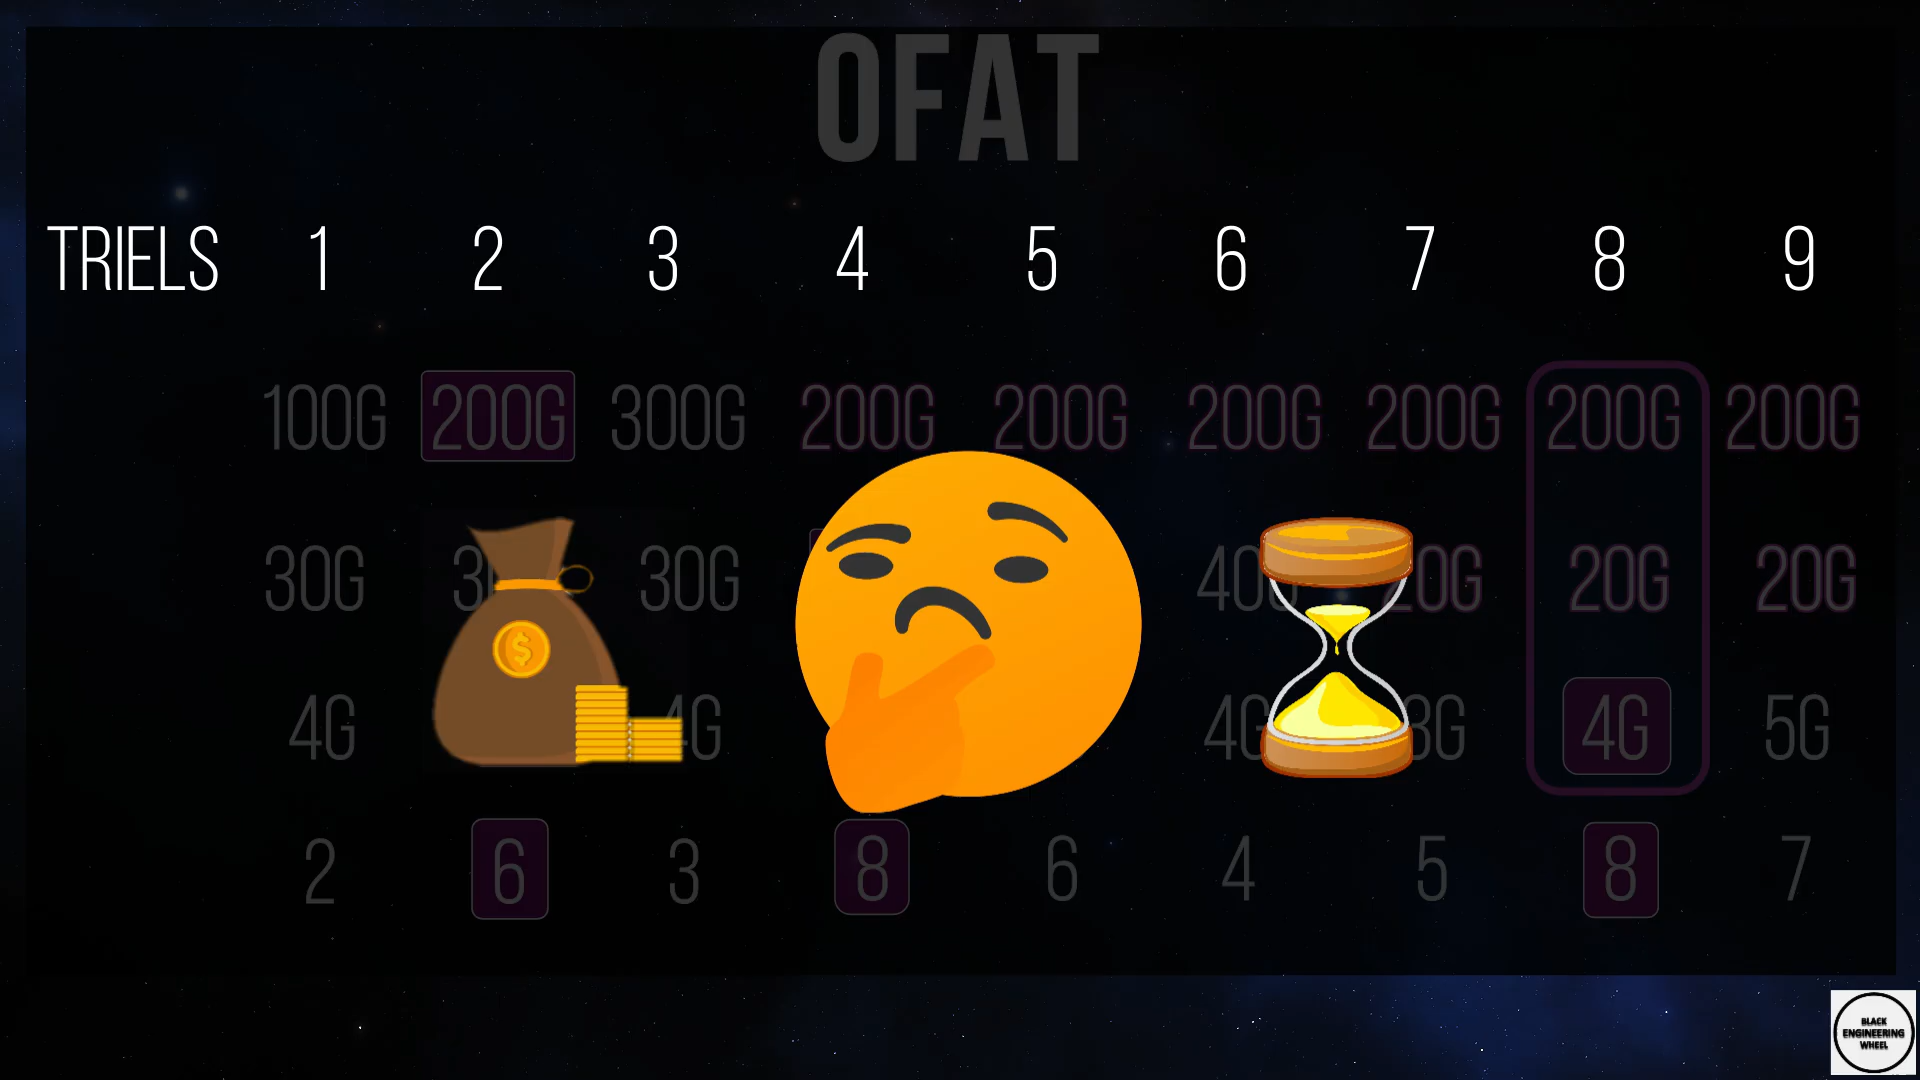 OFAT
TRIELS 1 2 3 4 5 6 7 8 9
100G 200G 300G 200G 200G 200G 200G 200G 200G
30G 30G 20G 20G 20G
4G 4G 5G
2 6 3 8 6 4 5 8 7
$
BLACK
ENGINEERING
WHEEL